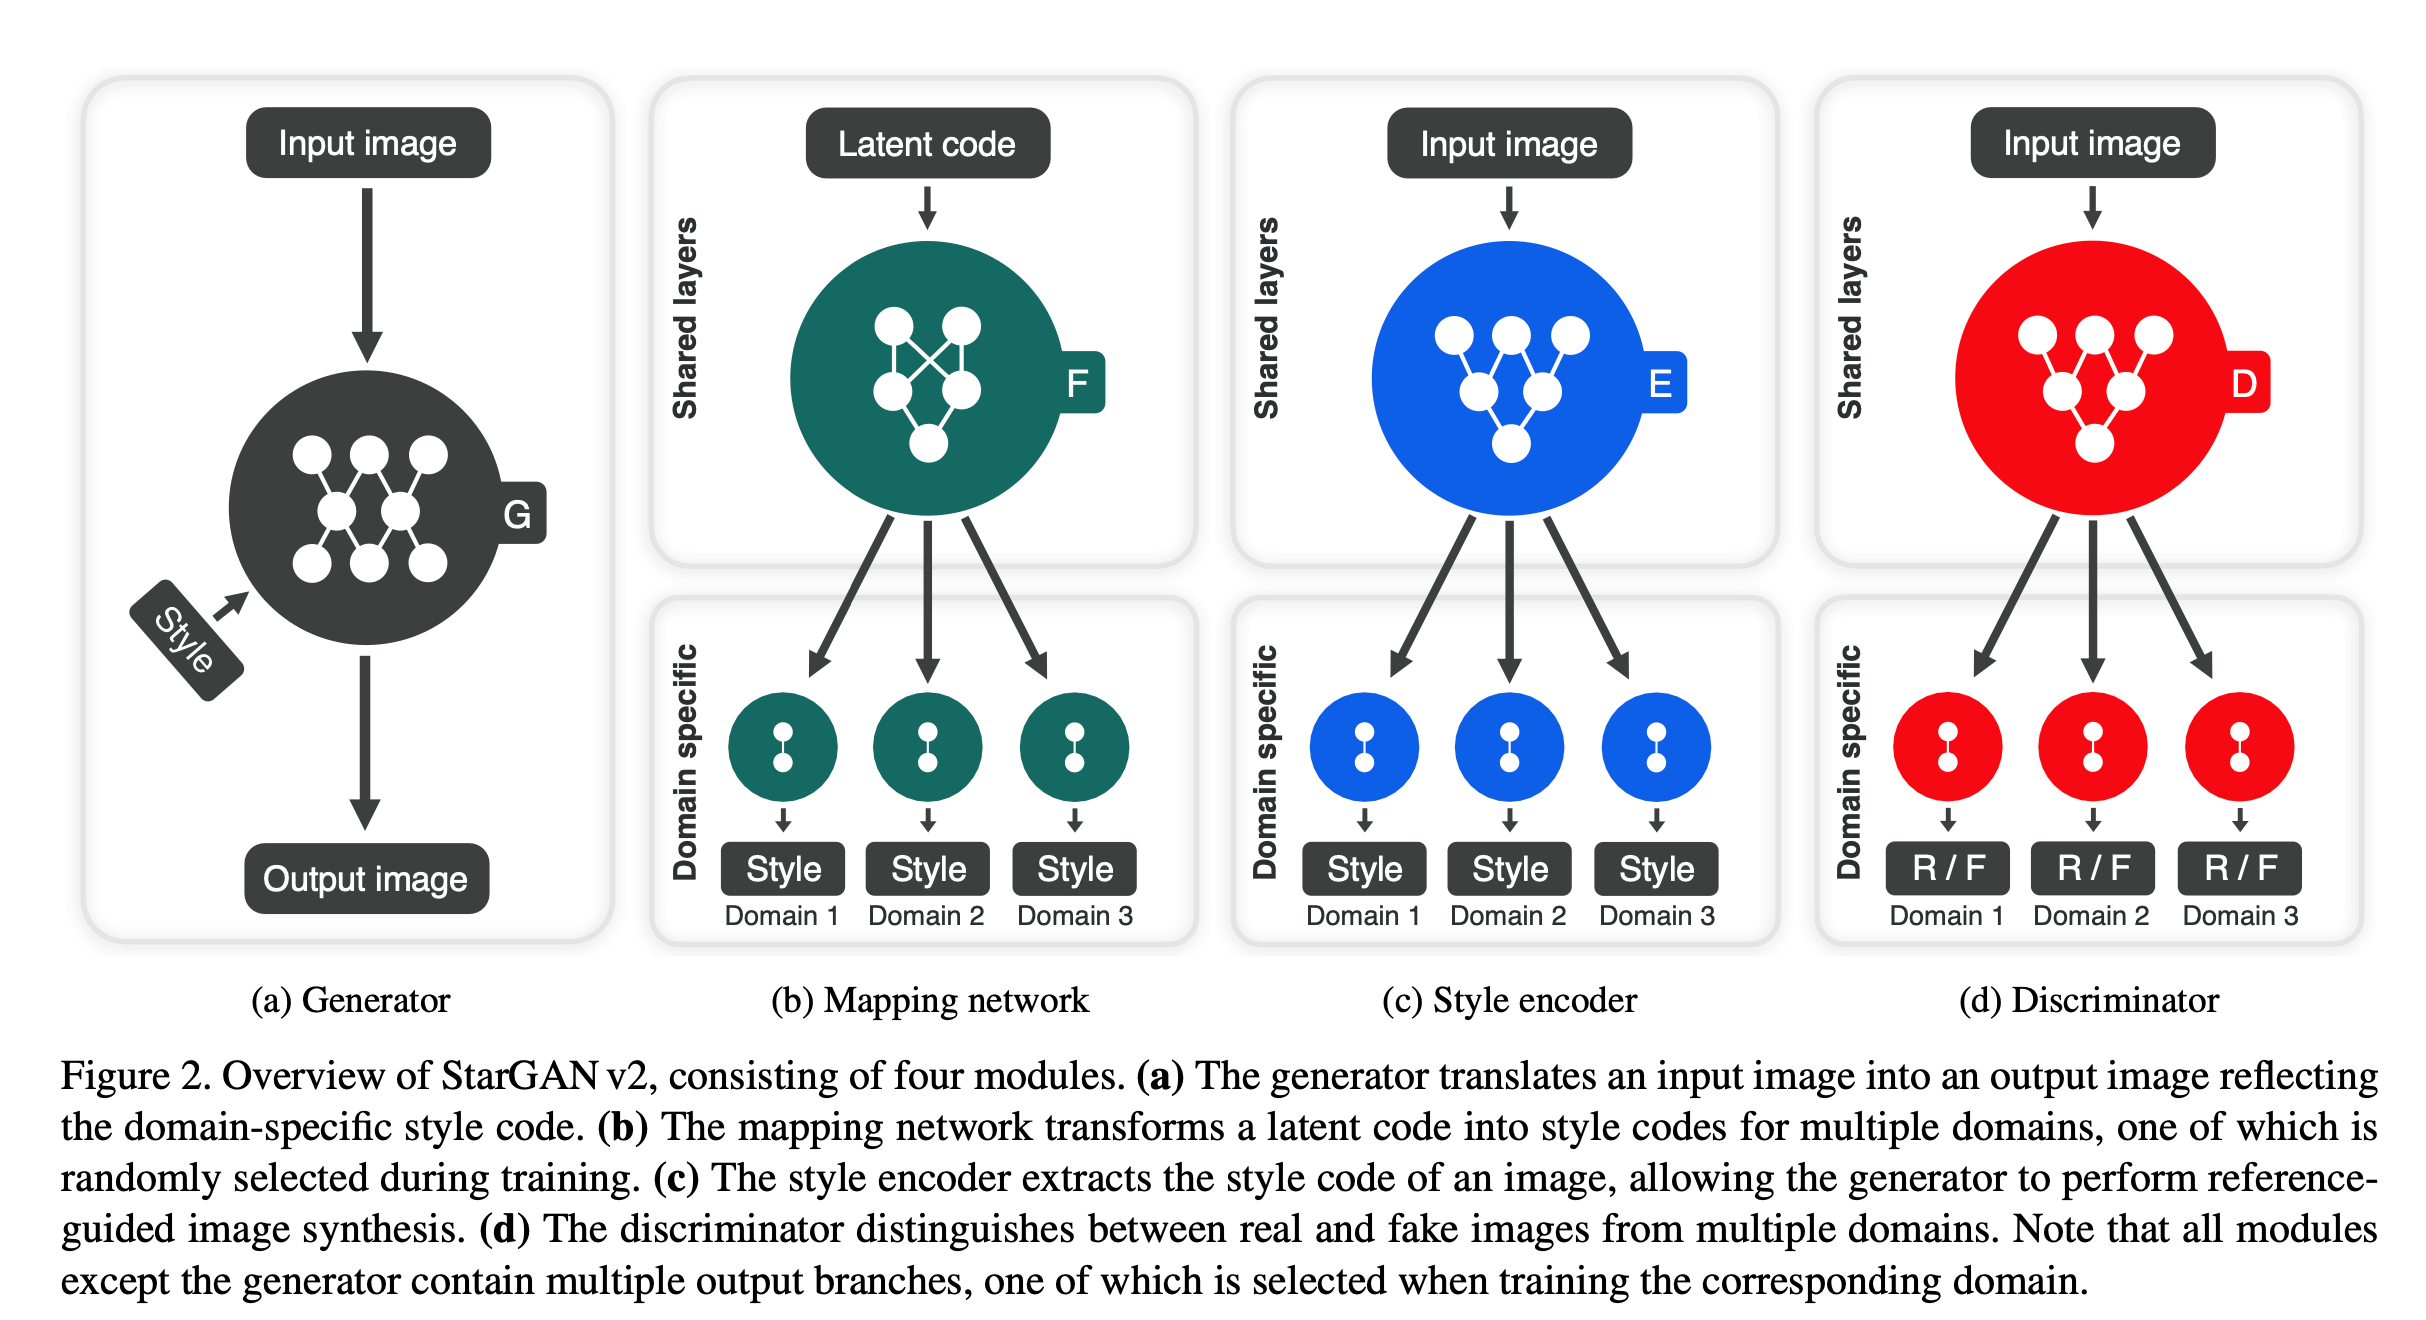 Input image
G
Style
Output image
(a) Generator
Latent code
Shared layers
F
Domain specific
Style Style Style
Domain 1 Domain 2 Domain 3
(b) Mapping network
Input image
Shared layers
E
Domain specific
Style Style Style
Domain 1 Domain 2 Domain 3
(c) Style encoder
Input image
Shared layers
D
Domain specific
R / F R / F R / F
Domain 1 Domain 2 Domain 3
(d) Discriminator
Figure 2. Overview of StarGAN v2, consisting of four modules. (a) The generator translates an input image into an output image reflecting
the domain-specific style code. (b) The mapping network transforms a latent code into style codes for multiple domains, one of which is
randomly selected during training. (c) The style encoder extracts the style code of an image, allowing the generator to perform reference-
guided image synthesis. (d) The discriminator distinguishes between real and fake images from multiple domains. Note that all modules
except the generator contain multiple output branches, one of which is selected when training the corresponding domain.